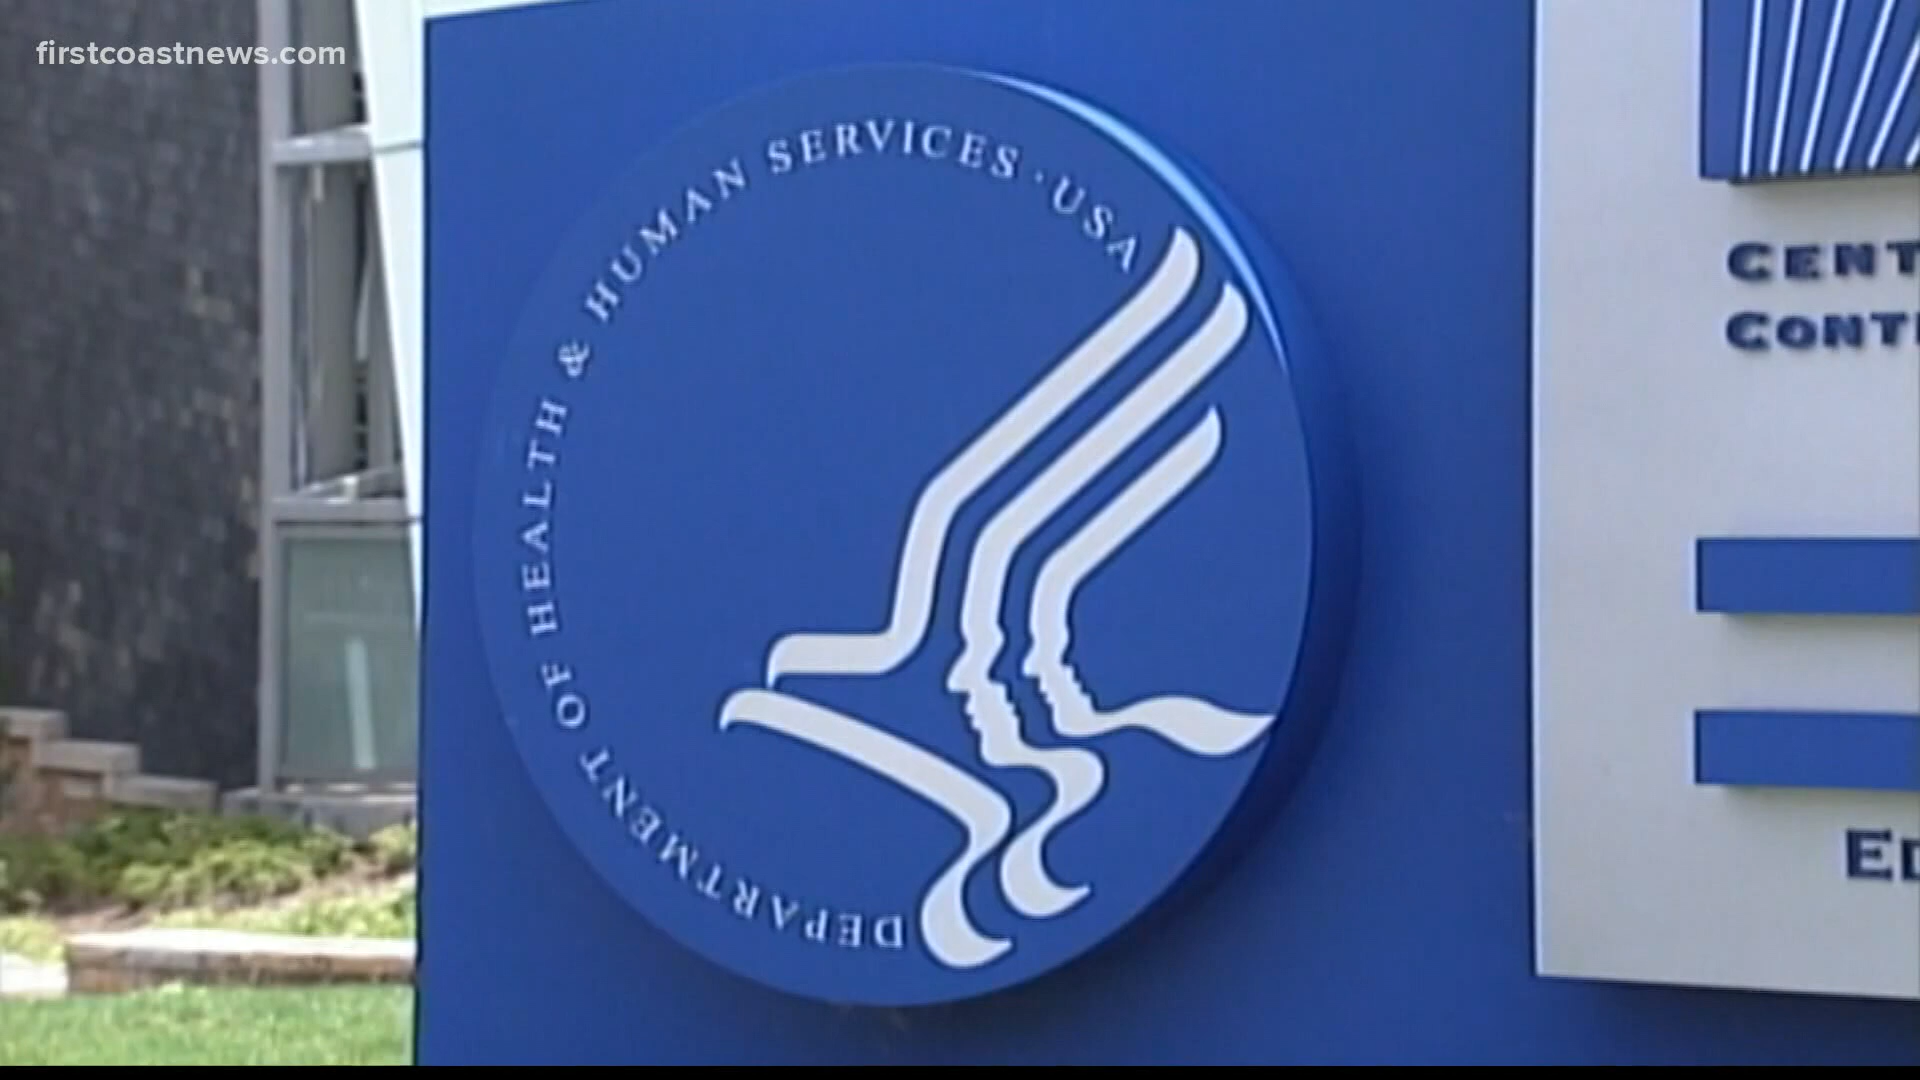 firstcoastnews.com
DEPARTMENT OF HEALTH & HUMAN SERVICES · USA
CENT
CONT
ED